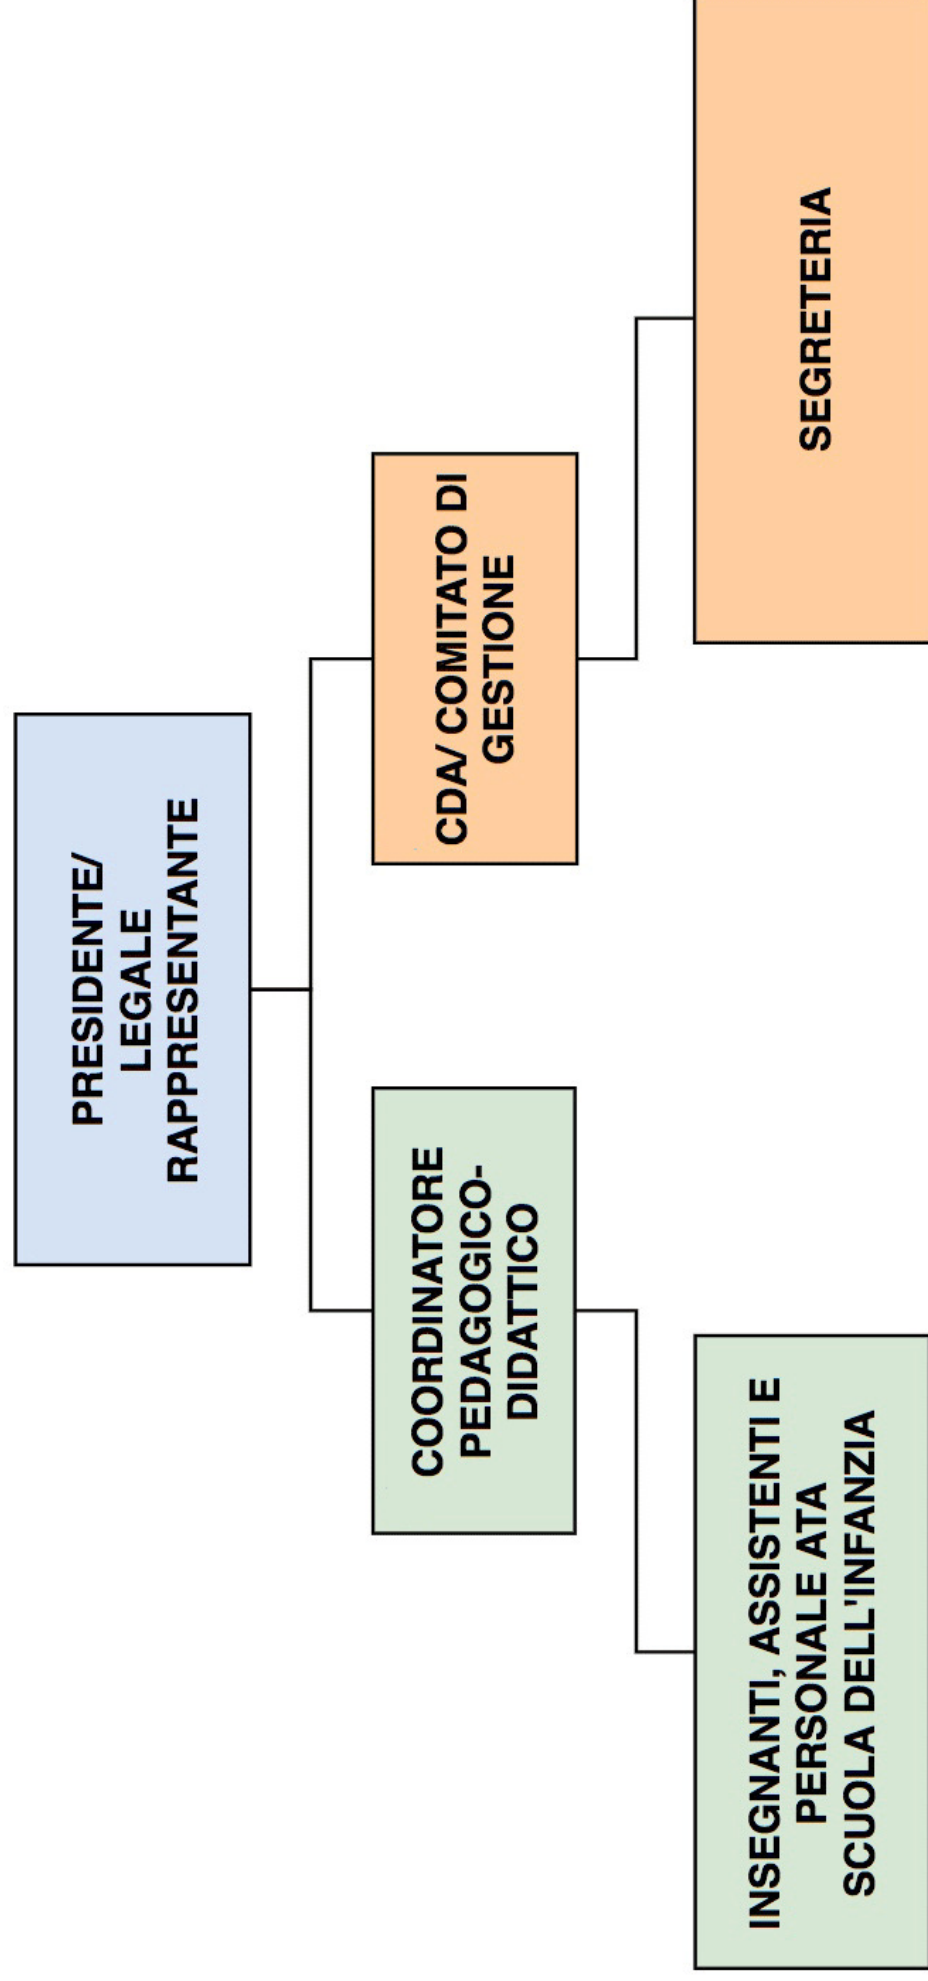 PRESIDENTE/
LEGALE
RAPPRESENTANTE
COORDINATORE
PEDAGOGICO-
DIDATTICO
CDA/ COMITATO DI
GESTIONE
INSEGNANTI, ASSISTENTI E
PERSONALE ATA
SCUOLA DELL'INFANZIA
SEGRETERIA